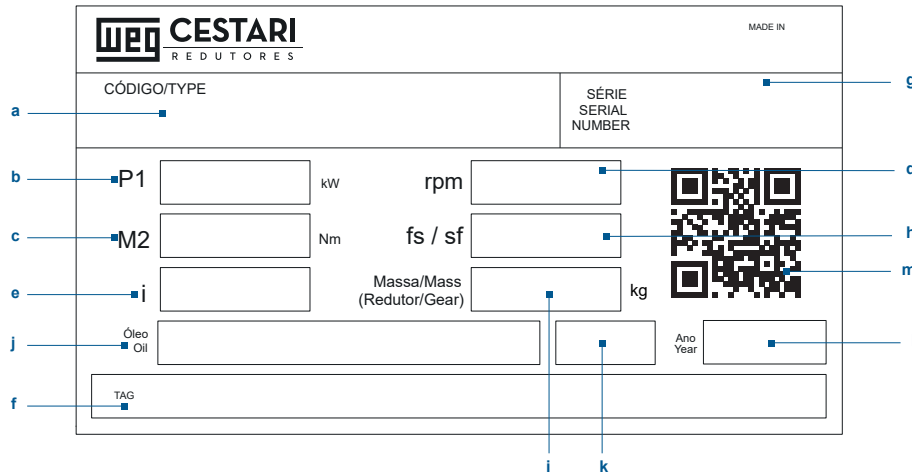 weg CESTARI
REDUTORES
MADE IN
CÓDIGO/TYPE
SÉRIE
SERIAL
NUMBER
g
a
b
P1
kW
rpm
d
c
M2
Nm
fs / sf
h
m
e
i
Massa/Mass
(Redutor/Gear)
kg
j
Óleo
Oil
Ano
Year
f
TAG
i
k